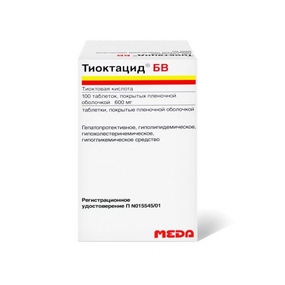 Тиоктацид® БВ
Тиоктовая кислота
100 таблеток, покрытых пленочной
оболочкой 600 мг
таблетки, покрытые пленочной оболочкой
Гепатопротективное, гиполипидемическое,
гипохолестеринемическое,
гипогликемическое средство
Регистрационное
удостоверение П N015545/01
MEDA